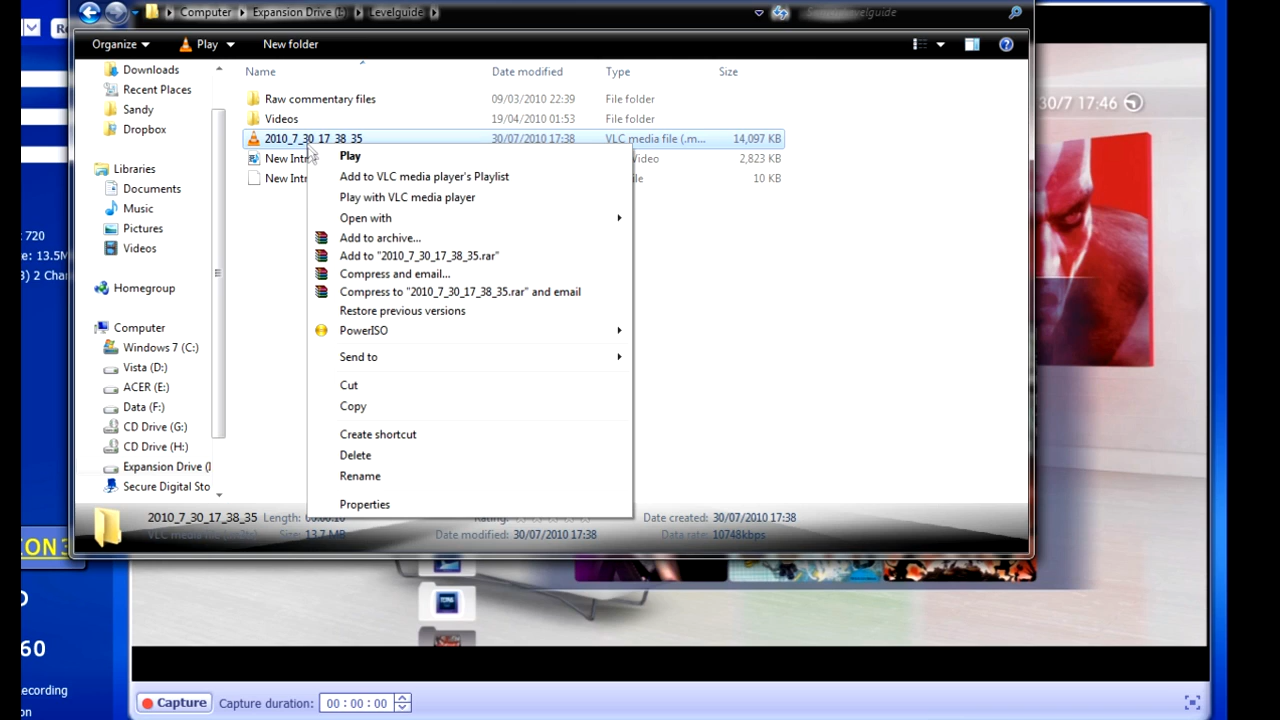 Computer Expansion Drive (I:) Levelguide
Organize Play New folder
Name Date modified Type Size
Raw commentary files 09/03/2010 22:39 File folder
Videos 19/04/2010 01:53 File folder
2010_7_30_17_38_35 30/07/2010 17:38 VLC media file (.m... 14,097 KB
New Intr Video 2,823 KB
New Intr 10 KB
Downloads
Recent Places
Sandy
Dropbox
Libraries
Documents
Music
Pictures
Videos
Homegroup
Computer
Windows 7 (C:)
Vista (D:)
ACER (E:)
Data (F:)
CD Drive (G:)
CD Drive (H:)
Expansion Drive (I
Secure Digital Sto
Play
Add to VLC media player's Playlist
Play with VLC media player
Open with
Add to archive...
Add to "2010_7_30_17_38_35.rar"
Compress and email...
Compress to "2010_7_30_17_38_35.rar" and email
Restore previous versions
PowerISO
Send to
Cut
Copy
Create shortcut
Delete
Rename
Properties
2010_7_30_17_38_35 Length: Rating: Date created: 30/07/2010 17:38
Size: 13.7 MB Date modified: 30/07/2010 17:38 Data rate: 10748kbps
30/7 17:46
720
e: 13.5M
3) 2 Chan
ION3
60
ecording
on
Capture Capture duration: 00:00:00